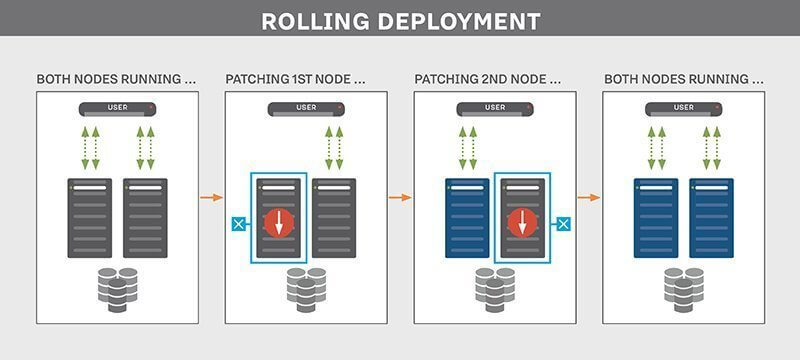 ROLLING DEPLOYMENT
BOTH NODES RUNNING ...
PATCHING 1ST NODE ...
PATCHING 2ND NODE ...
BOTH NODES RUNNING ...
USER
USER
USER
USER